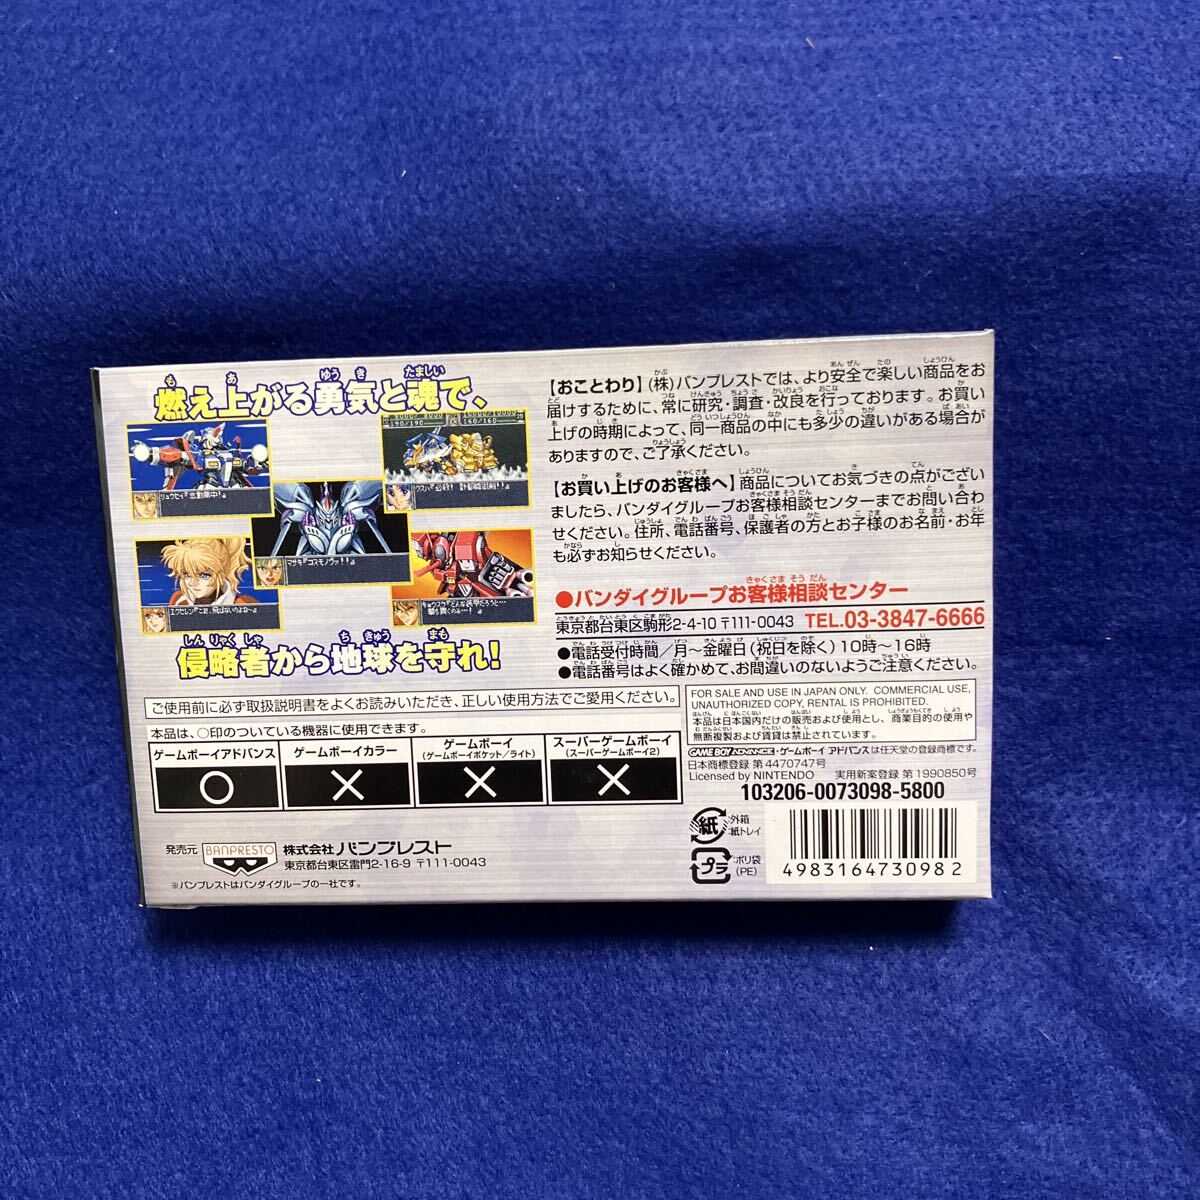 燃え上がる勇気と魂で、
リュウセイ『念動集中！』
190/190
160/160
マサキ『コスモノヴァ！！』
侵略者から地球を守れ！
ご使用前に必ず取扱説明書をよくお読みいただき、正しい使用方法でご愛用ください。
本品は、○印のついている機器に使用できます。
ゲームボーイアドバンス ゲームボーイカラー ゲームボーイ（ゲームボーイポケット/ライト） スーパーゲームボーイ（スーパーゲームボーイ2）
○ × × ×
発売元 BANPRESTO 株式会社 バンプレスト
東京都台東区雷門2-16-9 〒111-0043
※バンプレストはバンダイグループの一社です。
【おことわり】(株)バンプレストでは、より安全で楽しい商品をお
届けするために、常に研究・調査・改良を行っております。お買い
上げの時期によって、同一商品の中にも多少の違いがある場合が
ありますので、ご了承ください。
【お買い上げのお客様へ】商品についてお気づきの点がござい
ましたら、バンダイグループお客様相談センターまでお問い合わ
せください。住所、電話番号、保護者の方とお子様のお名前・お年
も必ずお知らせください。
●バンダイグループお客様相談センター
東京都台東区駒形2-4-10 〒111-0043 TEL.03-3847-6666
●電話受付時間／月～金曜日（祝日を除く）10時～16時
●電話番号はよく確かめて、お間違いのないようご注意ください。
FOR SALE AND USE IN JAPAN ONLY. COMMERCIAL USE,
UNAUTHORIZED COPY, RENTAL IS PROHIBITED.
本品は日本国内だけの販売および使用とし、商業目的の使用や
無断複製および賃貸は禁止されています。
GAME BOY ADVANCE・ゲームボーイ アドバンスは任天堂の登録商標です。
日本商標登録 第4470747号
Licensed by NINTENDO 実用新案登録 第1990850号
103206-0073098-5800
紙 :外箱 :紙トレイ
プラ :ポリ袋 (PE)
4983164730982